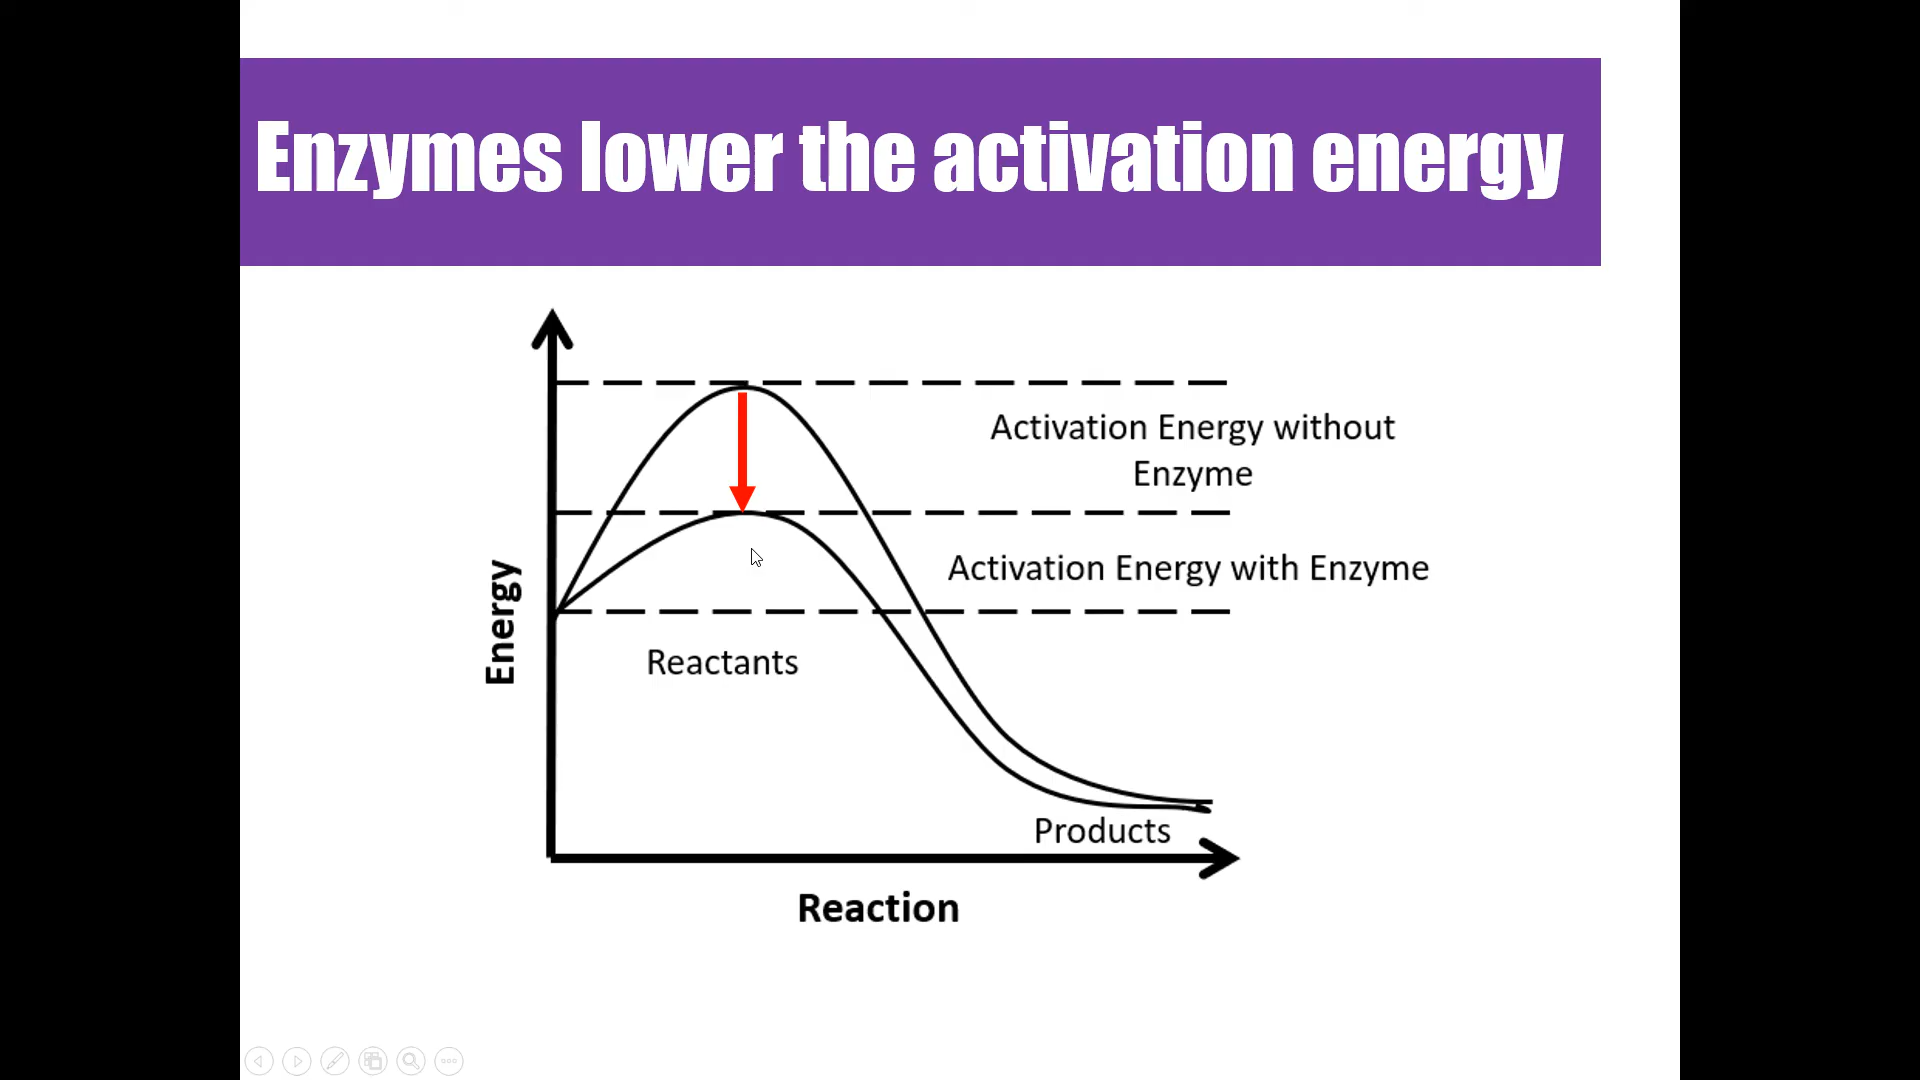 Enzymes lower the activation energy
Activation Energy without
Enzyme
Activation Energy with Enzyme
Energy
Reactants
Products
Reaction